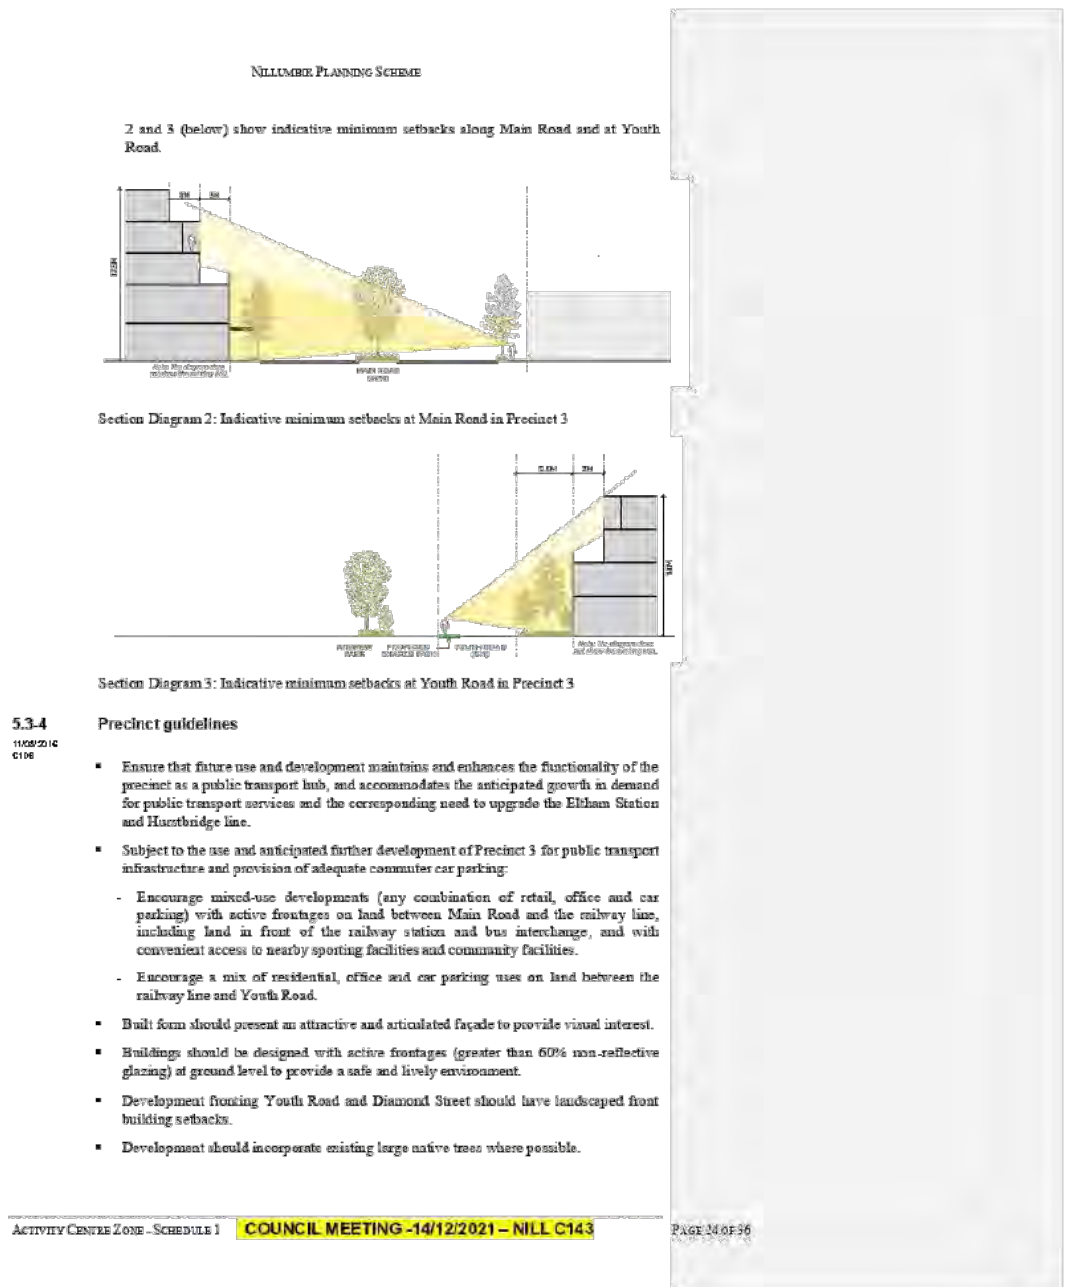 NILLUMBIK PLANNING SCHEME
2 and 3 (below) show indicative minimum setbacks along Main Road and at Youth
Road.
3M
3M
MAIN ROAD
Section Diagram 2: Indicative minimum setbacks at Main Road in Precinct 3
3M
Section Diagram 3: Indicative minimum setbacks at Youth Road in Precinct 3
5.3-4 Precinct guidelines
C106
▪ Ensure that future use and development maintains and enhances the functionality of the
precinct as a public transport hub, and accommodates the anticipated growth in demand
for public transport services and the corresponding need to upgrade the Eltham Station
and Hurstbridge line.
▪ Subject to the use and anticipated further development of Precinct 3 for public transport
infrastructure and provision of adequate commuter car parking:
- Encourage mixed-use developments (any combination of retail, office and car
parking) with active frontages on land between Main Road and the railway line,
including land in front of the railway station and bus interchange, and with
convenient access to nearby sporting facilities and community facilities.
- Encourage a mix of residential, office and car parking uses on land between the
railway line and Youth Road.
▪ Built form should present an attractive and articulated façade to provide visual interest.
▪ Buildings should be designed with active frontages (greater than 60% non-reflective
glazing) at ground level to provide a safe and lively environment.
▪ Development fronting Youth Road and Diamond Street should have landscaped front
building setbacks.
▪ Development should incorporate existing large native trees where possible.
ACTIVITY CENTRE ZONE - SCHEDULE 1 COUNCIL MEETING -14/12/2021 – NILL C143 PAGE 24 OF 36